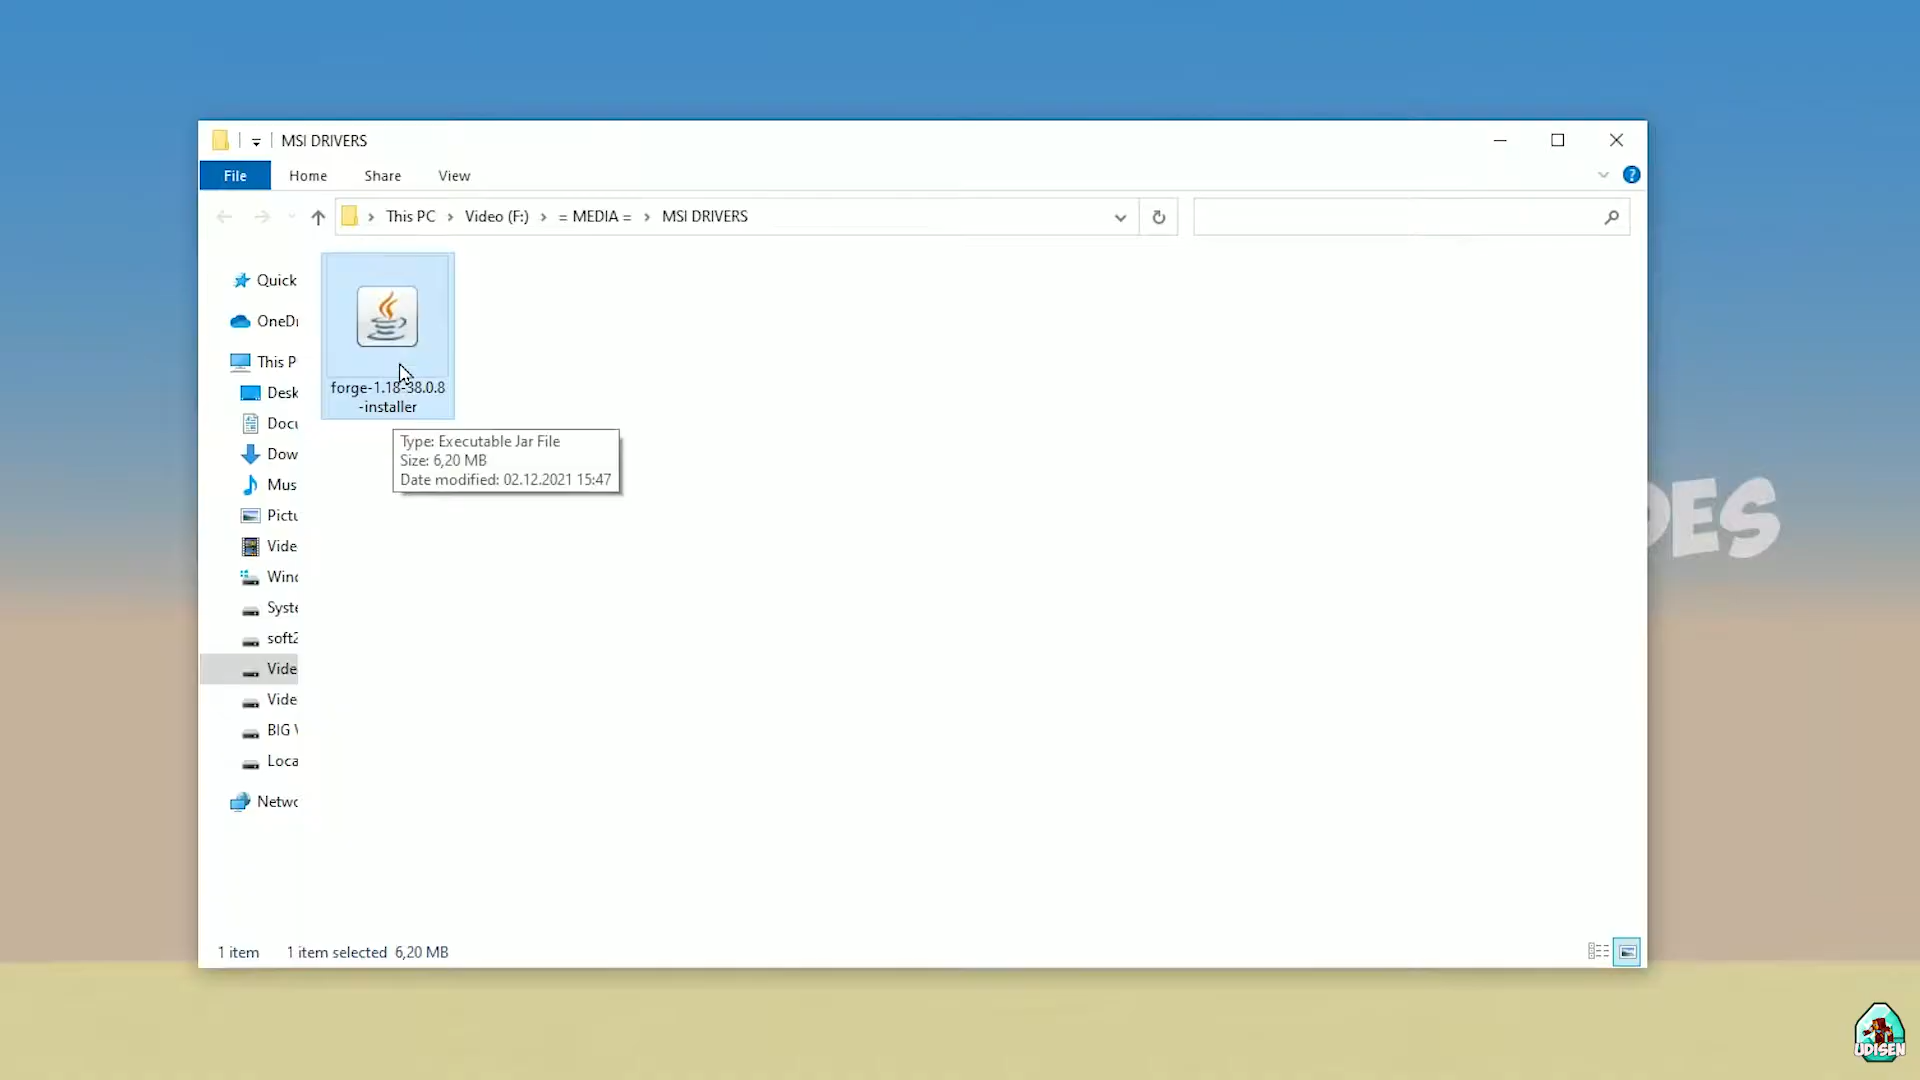 MSI DRIVERS
File Home Share View
?
This PC > Video (F:) > = MEDIA = > MSI DRIVERS
Quick
OneDr
This P
Desk
Docu
Dow
Mus
Pictu
Vide
Wind
Syste
soft2
Vide
Vide
BIG V
Loca
Netwo
forge-1.18-38.0.8
-installer
Type: Executable Jar File
Size: 6,20 MB
Date modified: 02.12.2021 15:47
DES
1 item 1 item selected 6,20 MB
UDISEN